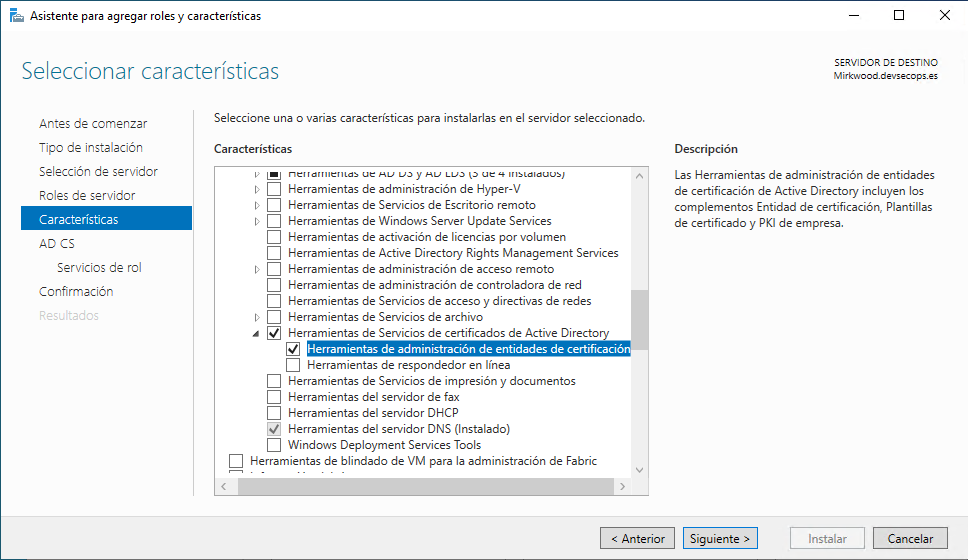 Asistente para agregar roles y características
Seleccionar características
SERVIDOR DE DESTINO
Mirkwood.devsecops.es
Antes de comenzar
Tipo de instalación
Selección de servidor
Roles de servidor
Características
AD CS
Servicios de rol
Confirmación
Resultados
Seleccione una o varias características para instalarlas en el servidor seleccionado.
Características
Herramientas de AD DS y AD LDS (3 de 4 instalados)
Herramientas de administración de Hyper-V
Herramientas de Servicios de Escritorio remoto
Herramientas de Windows Server Update Services
Herramientas de activación de licencias por volumen
Herramientas de Active Directory Rights Management Services
Herramientas de administración de acceso remoto
Herramientas de administración de controladora de red
Herramientas de Servicios de acceso y directivas de redes
Herramientas de Servicios de archivo
Herramientas de Servicios de certificados de Active Directory
Herramientas de administración de entidades de certificación
Herramientas de respondedor en línea
Herramientas de Servicios de impresión y documentos
Herramientas del servidor de fax
Herramientas del servidor DHCP
Herramientas del servidor DNS (Instalado)
Windows Deployment Services Tools
Herramientas de blindado de VM para la administración de Fabric
Descripción
Las Herramientas de administración de entidades
de certificación de Active Directory incluyen los
complementos Entidad de certificación, Plantillas
de certificado y PKI de empresa.
< Anterior
Siguiente >
Instalar
Cancelar